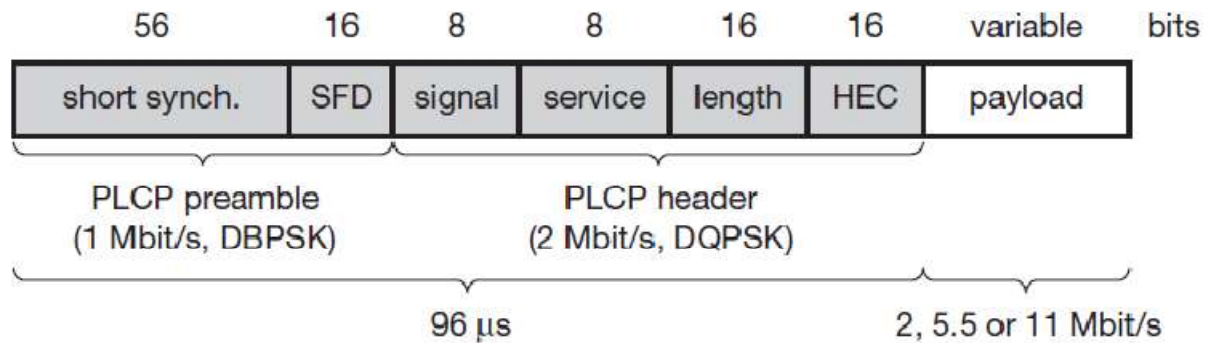 56 16 8 8 16 16 variable bits
short synch. SFD signal service length HEC payload
PLCP preamble PLCP header
(1 Mbit/s, DBPSK) (2 Mbit/s, DQPSK)
96 µs 2, 5.5 or 11 Mbit/s